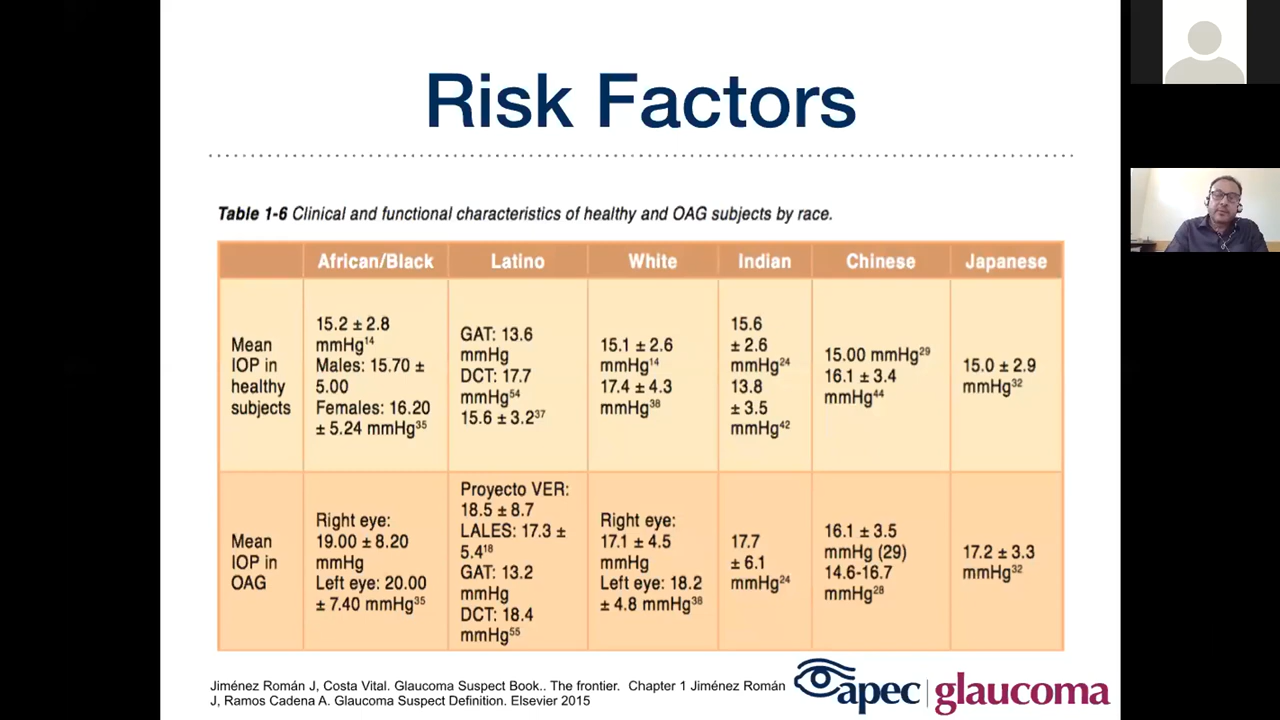 Risk Factors
Table 1-6 Clinical and functional characteristics of healthy and OAG subjects by race.
African/Black Latino White Indian Chinese Japanese
Mean
IOP in
healthy
subjects
15.2 ± 2.8
mmHg14
Males: 15.70 ±
5.00
Females: 16.20
± 5.24 mmHg35
GAT: 13.6
mmHg
DCT: 17.7
mmHg54
15.6 ± 3.237
15.1 ± 2.6
mmHg14
17.4 ± 4.3
mmHg38
15.6
± 2.6
mmHg24
13.8
± 3.5
mmHg42
15.00 mmHg29
16.1 ± 3.4
mmHg44
15.0 ± 2.9
mmHg32
Mean
IOP in
OAG
Right eye:
19.00 ± 8.20
mmHg
Left eye: 20.00
± 7.40 mmHg35
Proyecto VER:
18.5 ± 8.7
LALES: 17.3 ±
5.418
GAT: 13.2
mmHg
DCT: 18.4
mmHg55
Right eye:
17.1 ± 4.5
mmHg
Left eye: 18.2
± 4.8 mmHg38
17.7
± 6.1
mmHg24
16.1 ± 3.5
mmHg (29)
14.6-16.7
mmHg28
17.2 ± 3.3
mmHg32
Jiménez Román J, Costa Vital. Glaucoma Suspect Book.. The frontier. Chapter 1 Jiménez Román
J, Ramos Cadena A. Glaucoma Suspect Definition. Elsevier 2015
apec glaucoma